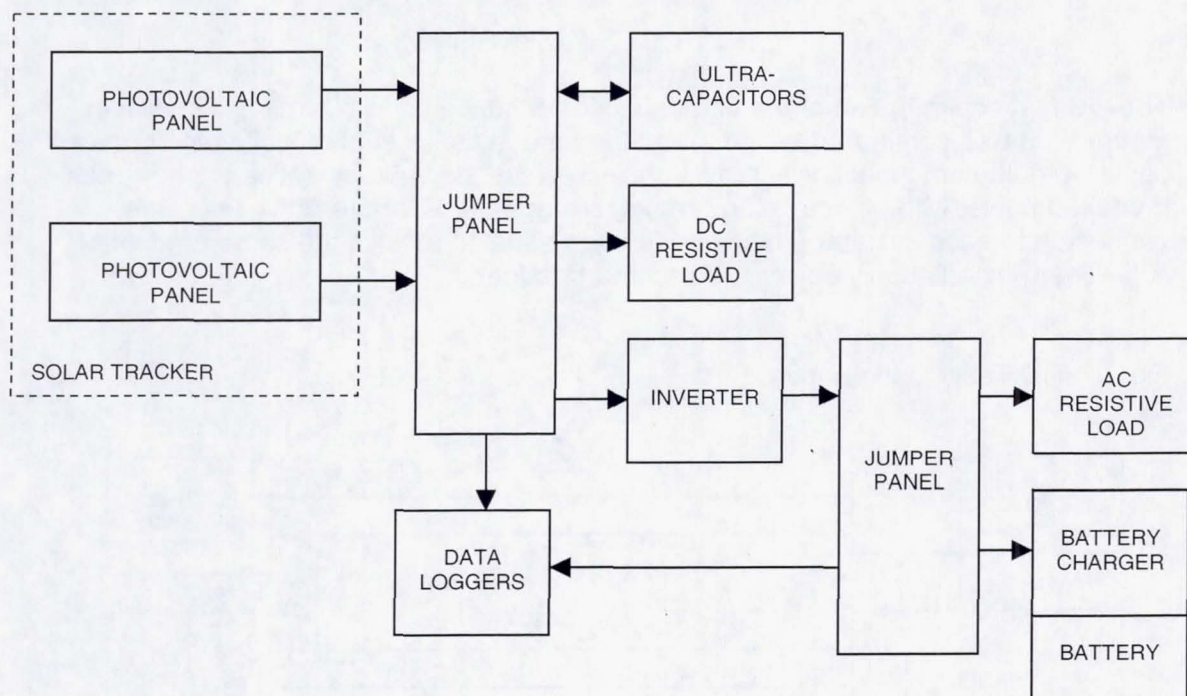 PHOTOVOLTAIC
PANEL
PHOTOVOLTAIC
PANEL
SOLAR TRACKER
JUMPER
PANEL
ULTRA-
CAPACITORS
DC
RESISTIVE
LOAD
INVERTER
JUMPER
PANEL
AC
RESISTIVE
LOAD
BATTERY
CHARGER
BATTERY
DATA
LOGGERS